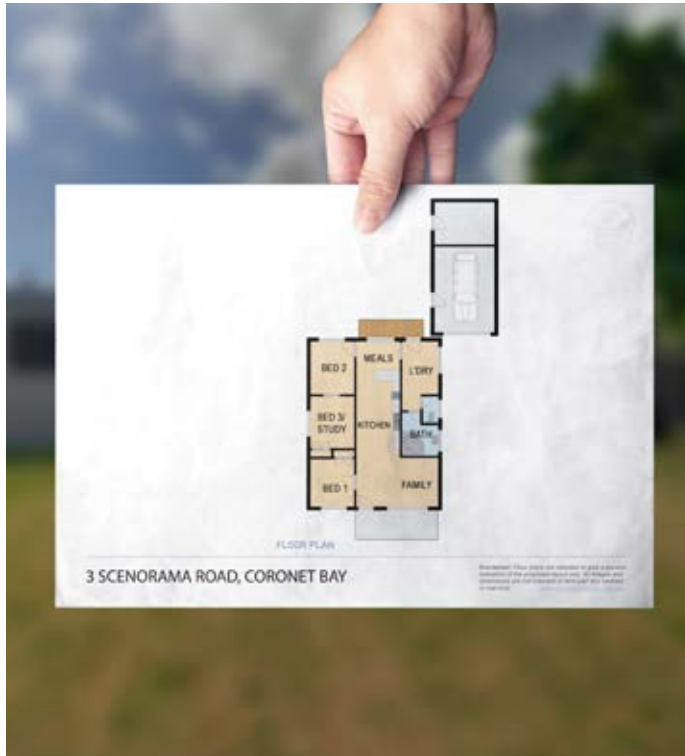 MEALS
BED 2
L'DRY
BED 3/
STUDY
KITCHEN
BATH
BED 1
FAMILY
FLOOR PLAN
3 SCENORAMA ROAD, CORONET BAY